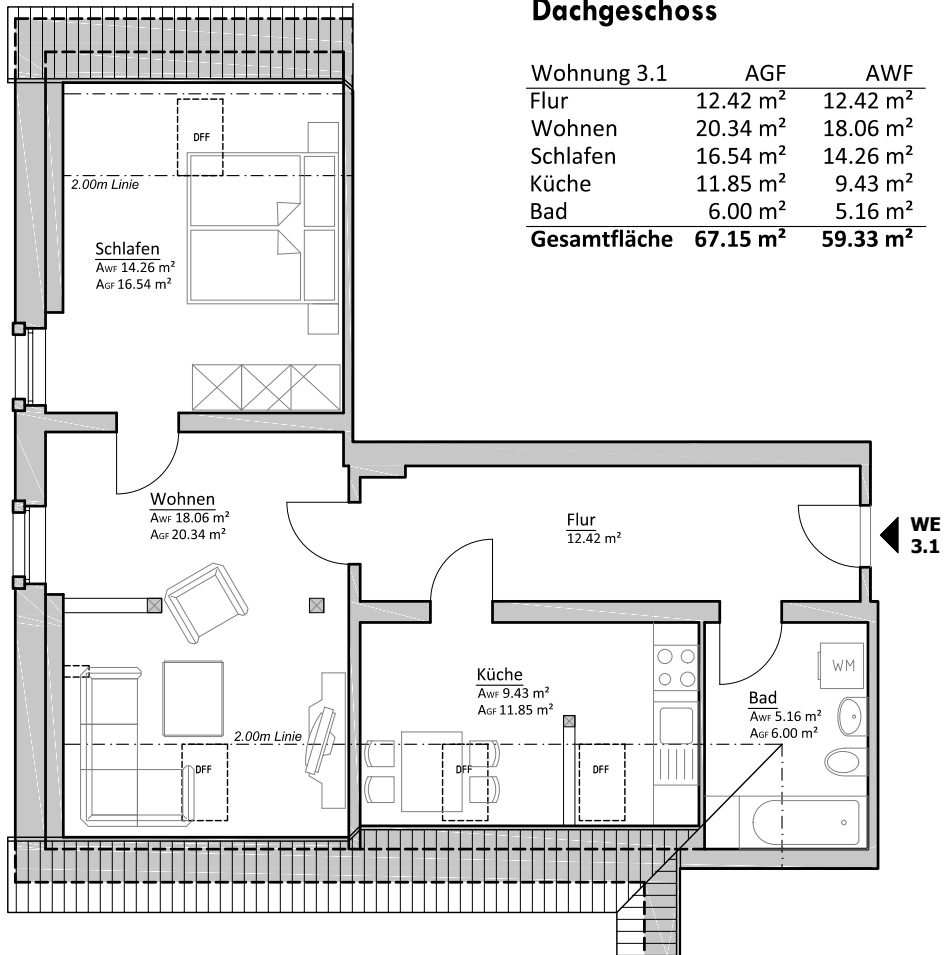 Dachgeschoss
Wohnung 3.1 AGF AWF
Flur 12.42 m² 12.42 m²
Wohnen 20.34 m² 18.06 m²
Schlafen 16.54 m² 14.26 m²
Küche 11.85 m² 9.43 m²
Bad 6.00 m² 5.16 m²
Gesamtfläche 67.15 m² 59.33 m²
DFF
2.00m Linie
Schlafen
AWF 14.26 m²
AGF 16.54 m²
Wohnen
AWF 18.06 m²
AGF 20.34 m²
Flur
12.42 m²
WE
3.1
Küche
AWF 9.43 m²
AGF 11.85 m²
WM
Bad
AWF 5.16 m²
AGF 6.00 m²
2.00m Linie
DFF
DFF
DFF